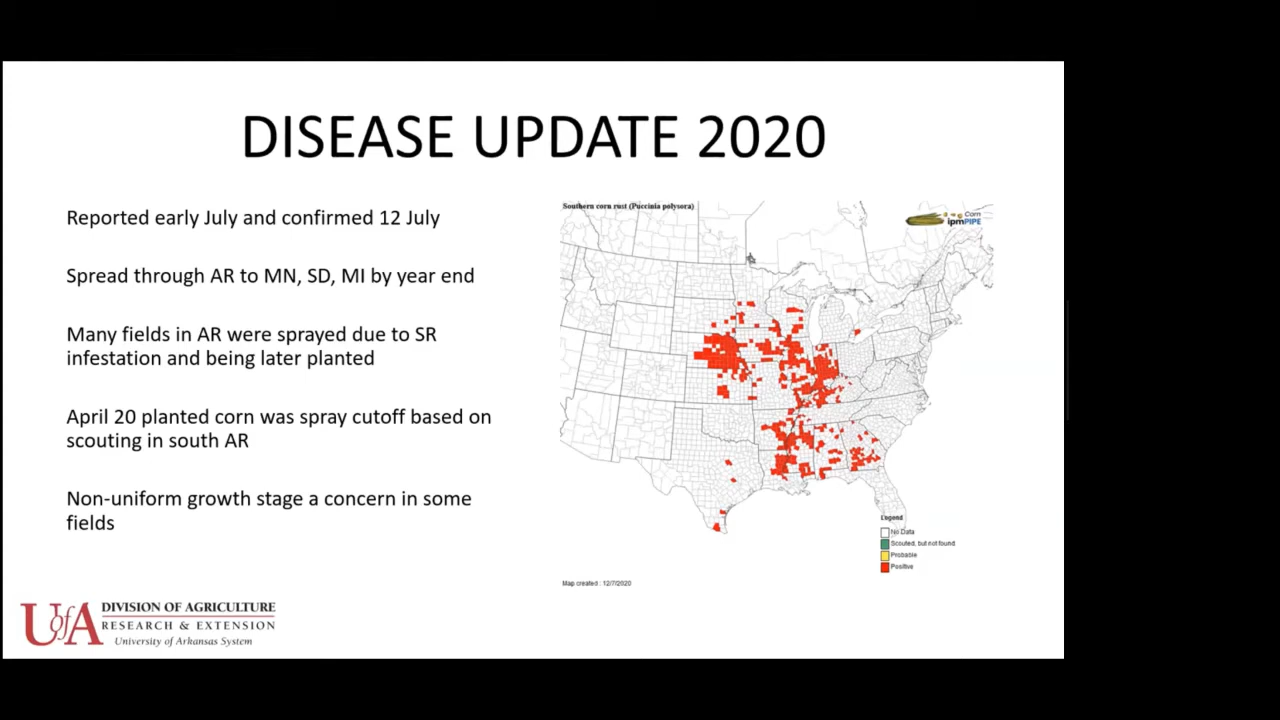 DISEASE UPDATE 2020
Reported early July and confirmed 12 July
Spread through AR to MN, SD, MI by year end
Many fields in AR were sprayed due to SR
infestation and being later planted
April 20 planted corn was spray cutoff based on
scouting in south AR
Non-uniform growth stage a concern in some
fields
Southern corn rust (Puccinia polysora)
Corn
ipmPIPE
Legend
No Data
Scouted, but not found
Probable
Positive
Map created : 12/7/2020
UofA
DIVISION OF AGRICULTURE
RESEARCH & EXTENSION
University of Arkansas System